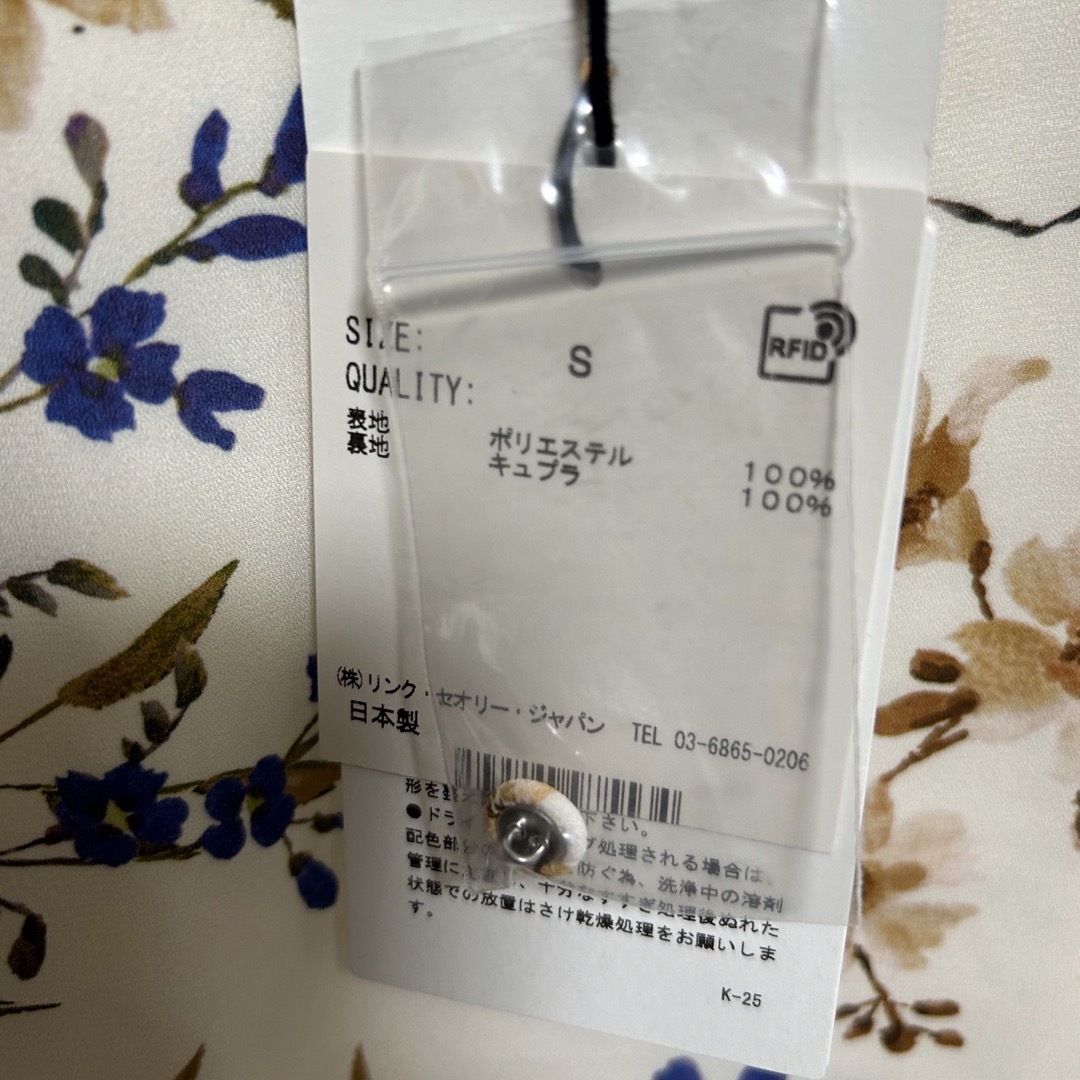 SIZE: S
RFID
QUALITY:
表地 ポリエステル 100%
裏地 キュプラ 100%
(株)リンク・セオリー・ジャパン TEL 03-6865-0206
日本製
形を
●ドラ 下さい。
配色部分の 処理される場合は、
管理に 防ぐ為、洗浄中の溶剤
十分なすすぎ処理後ぬれた
状態での放置はさけ乾燥処理をお願いしま
す。
K-25